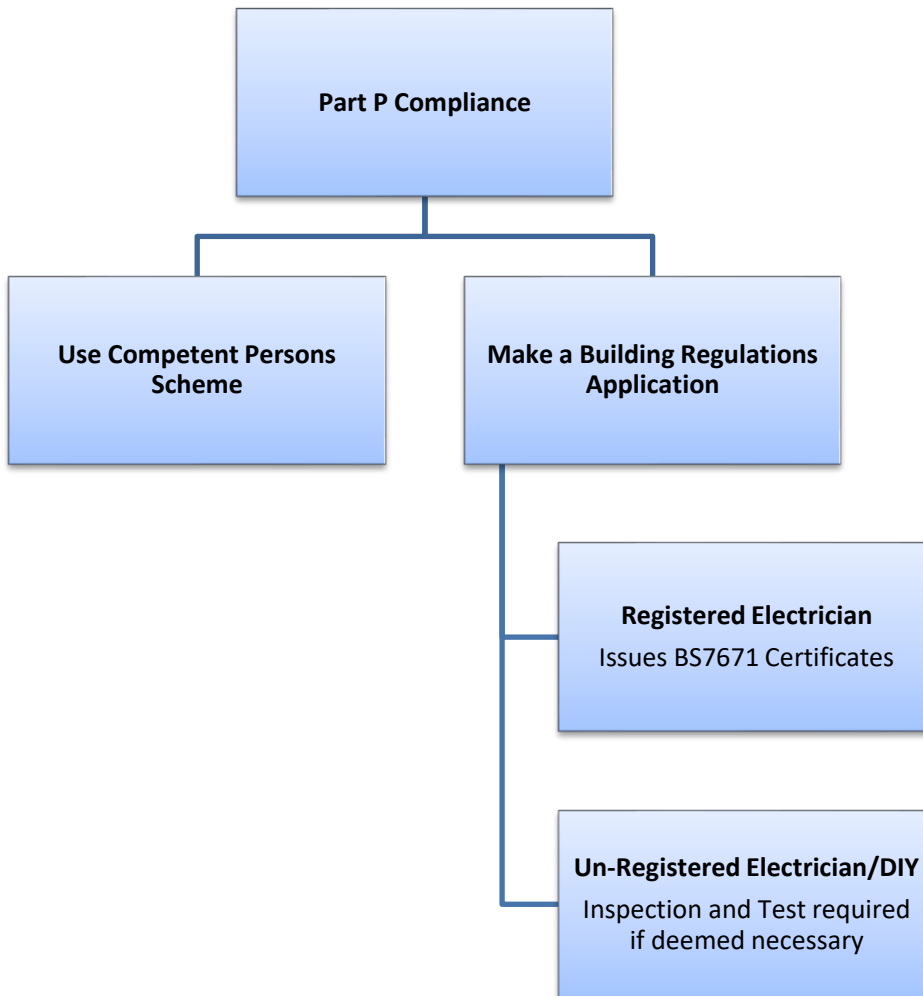 Part P Compliance
Use Competent Persons
Scheme
Make a Building Regulations
Application
Registered Electrician
Issues BS7671 Certificates
Un-Registered Electrician/DIY
Inspection and Test required
if deemed necessary